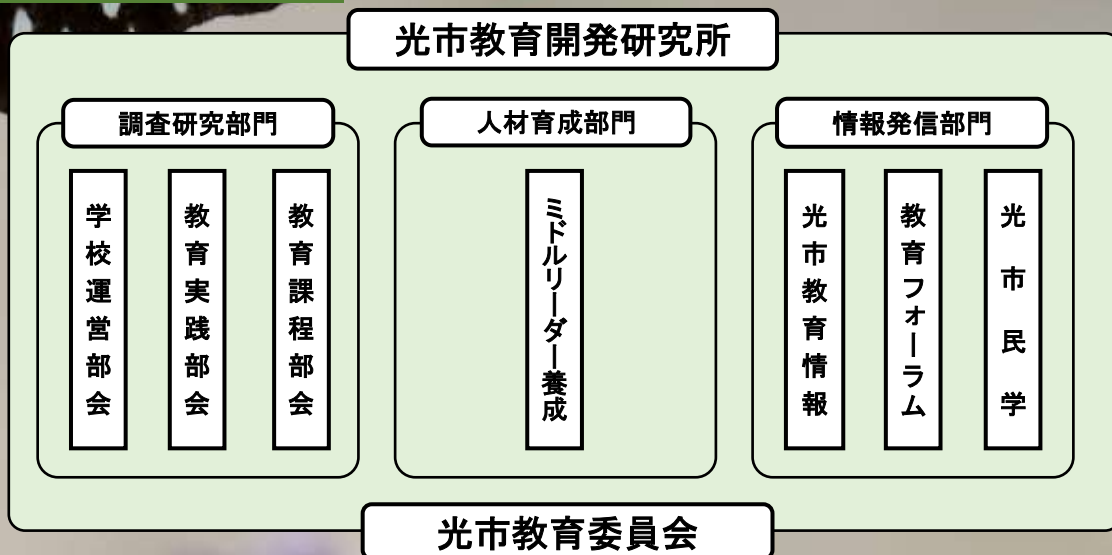 光市教育開発研究所
調査研究部門
学校運営部会
教育実践部会
教育課程部会
人材育成部門
ミドルリーダー養成
情報発信部門
光市教育情報
教育フォーラム
光市民学
光市教育委員会